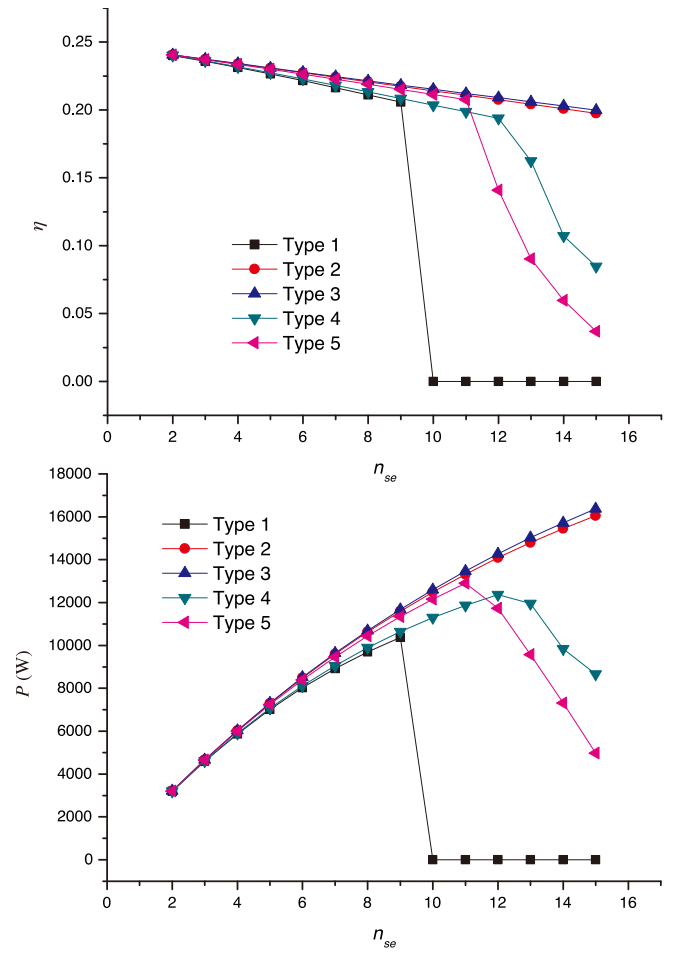 0.25
0.20
0.15
0.10
0.05
0.00
η
Type 1
Type 2
Type 3
Type 4
Type 5
0 2 4 6 8 10 12 14 16
n_se
18000
16000
14000
12000
10000
8000
6000
4000
2000
0
P (W)
Type 1
Type 2
Type 3
Type 4
Type 5
0 2 4 6 8 10 12 14 16
n_se